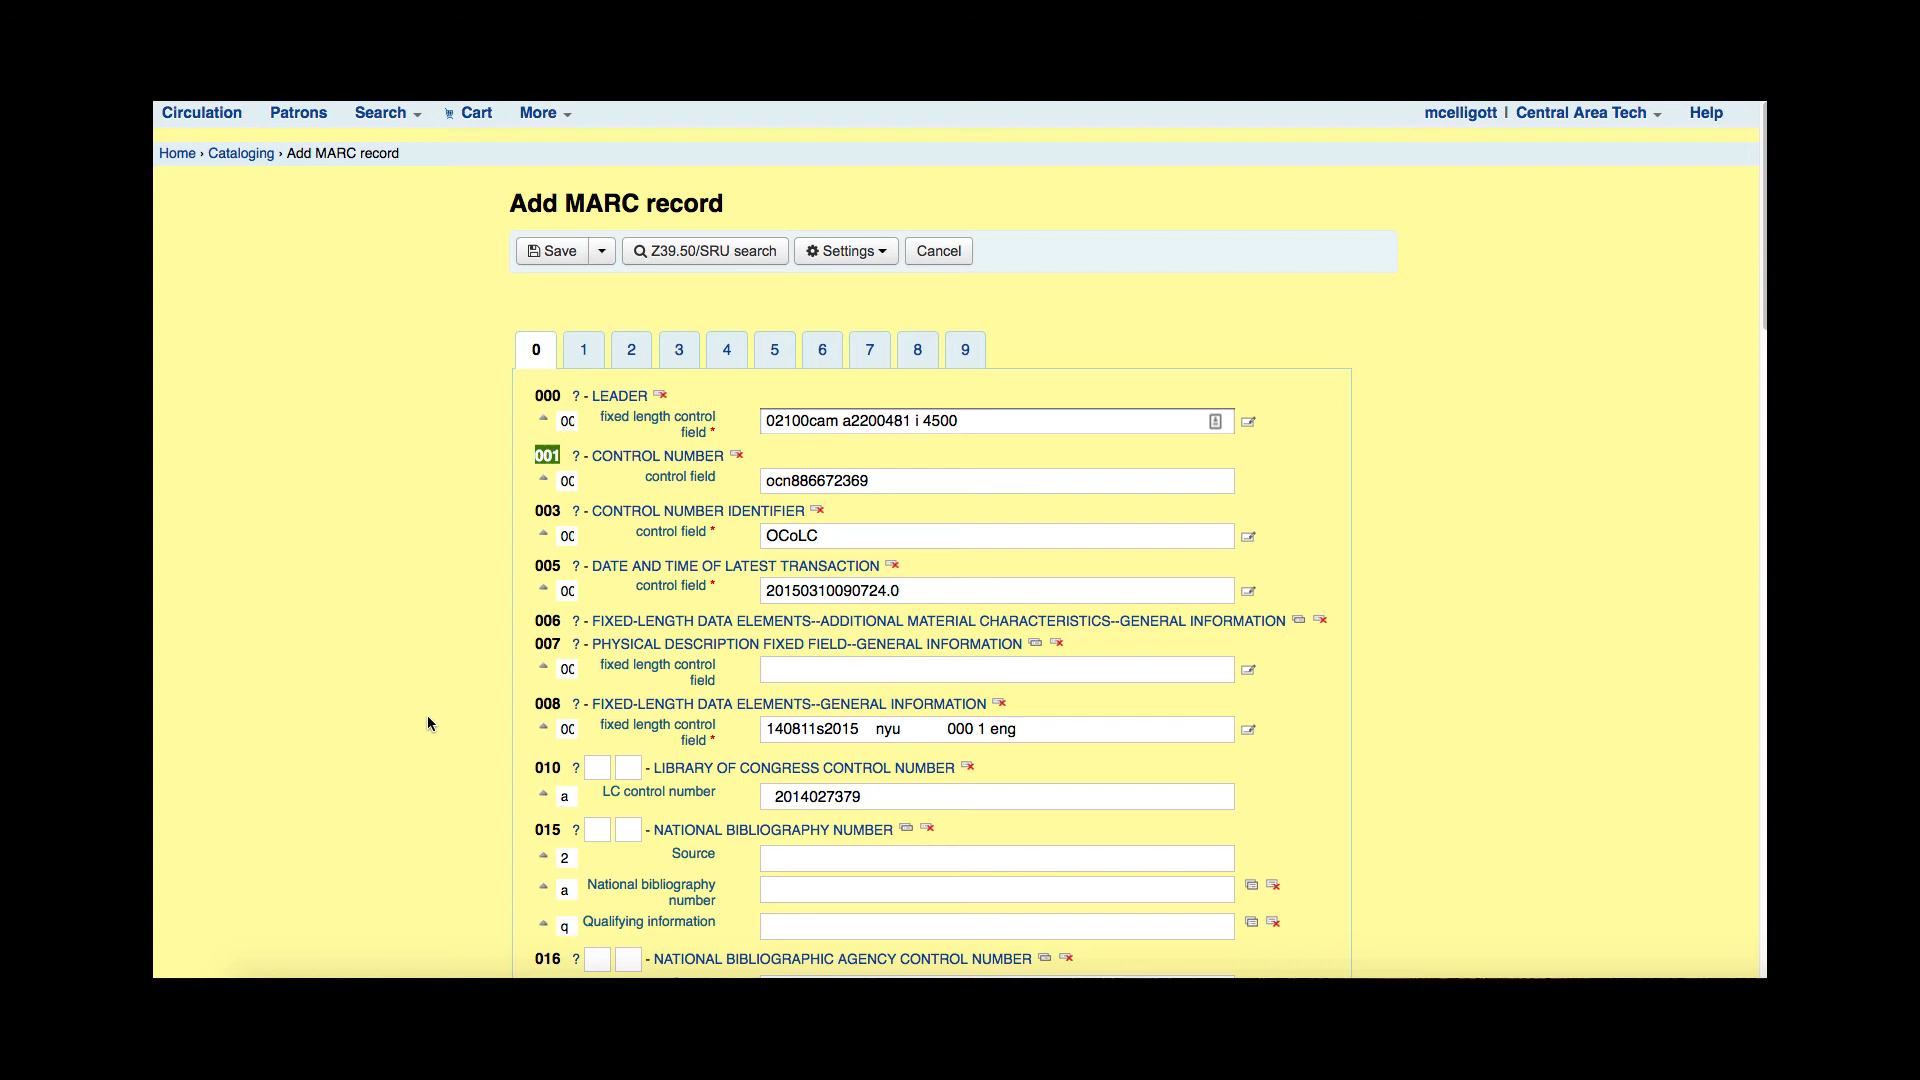 Circulation Patrons Search Cart More mcelligott | Central Area Tech Help
Home › Cataloging › Add MARC record
Add MARC record
Save Z39.50/SRU search Settings Cancel
0 1 2 3 4 5 6 7 8 9
000 ? - LEADER
00 fixed length control field * 02100cam a2200481 i 4500
001 ? - CONTROL NUMBER
00 control field ocn886672369
003 ? - CONTROL NUMBER IDENTIFIER
00 control field * OCoLC
005 ? - DATE AND TIME OF LATEST TRANSACTION
00 control field * 20150310090724.0
006 ? - FIXED-LENGTH DATA ELEMENTS--ADDITIONAL MATERIAL CHARACTERISTICS--GENERAL INFORMATION
007 ? - PHYSICAL DESCRIPTION FIXED FIELD--GENERAL INFORMATION
00 fixed length control field
008 ? - FIXED-LENGTH DATA ELEMENTS--GENERAL INFORMATION
00 fixed length control field * 140811s2015 nyu 000 1 eng
010 ? - LIBRARY OF CONGRESS CONTROL NUMBER
a LC control number 2014027379
015 ? - NATIONAL BIBLIOGRAPHY NUMBER
2 Source
a National bibliography number
q Qualifying information
016 ? - NATIONAL BIBLIOGRAPHIC AGENCY CONTROL NUMBER